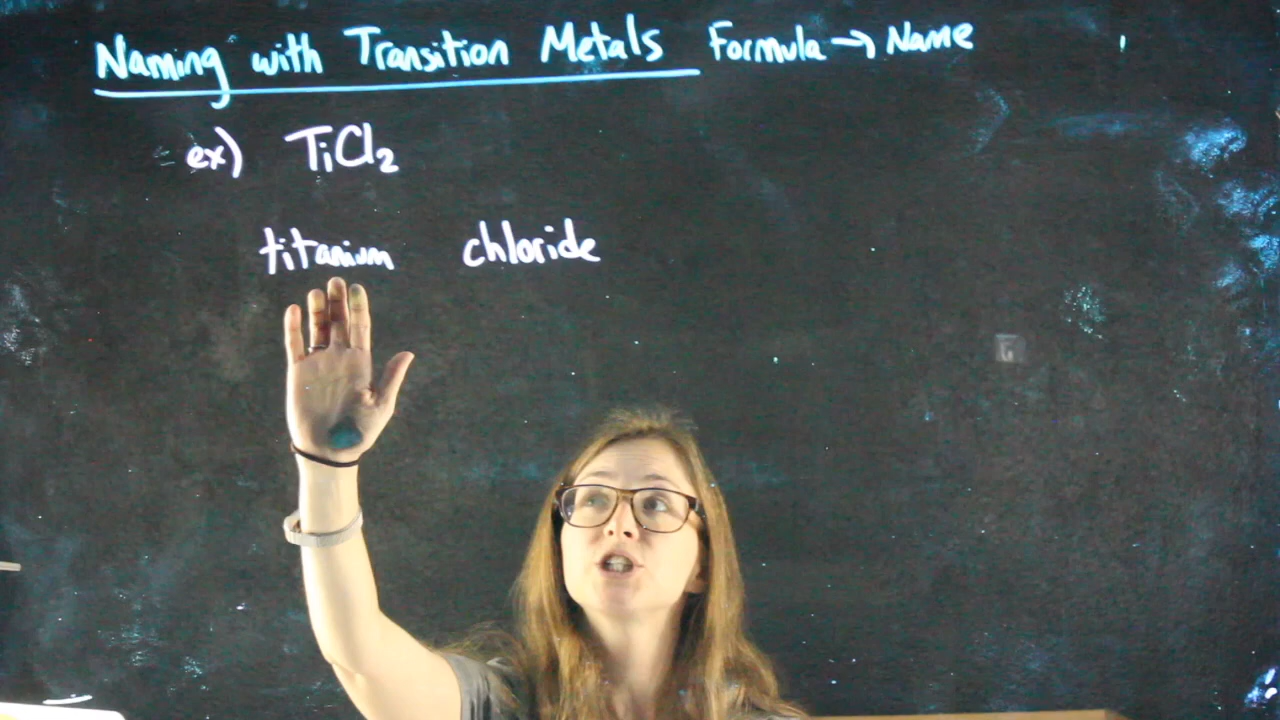 Naming with Transition Metals Formula → Name
ex) TiCl₂
titanium chloride